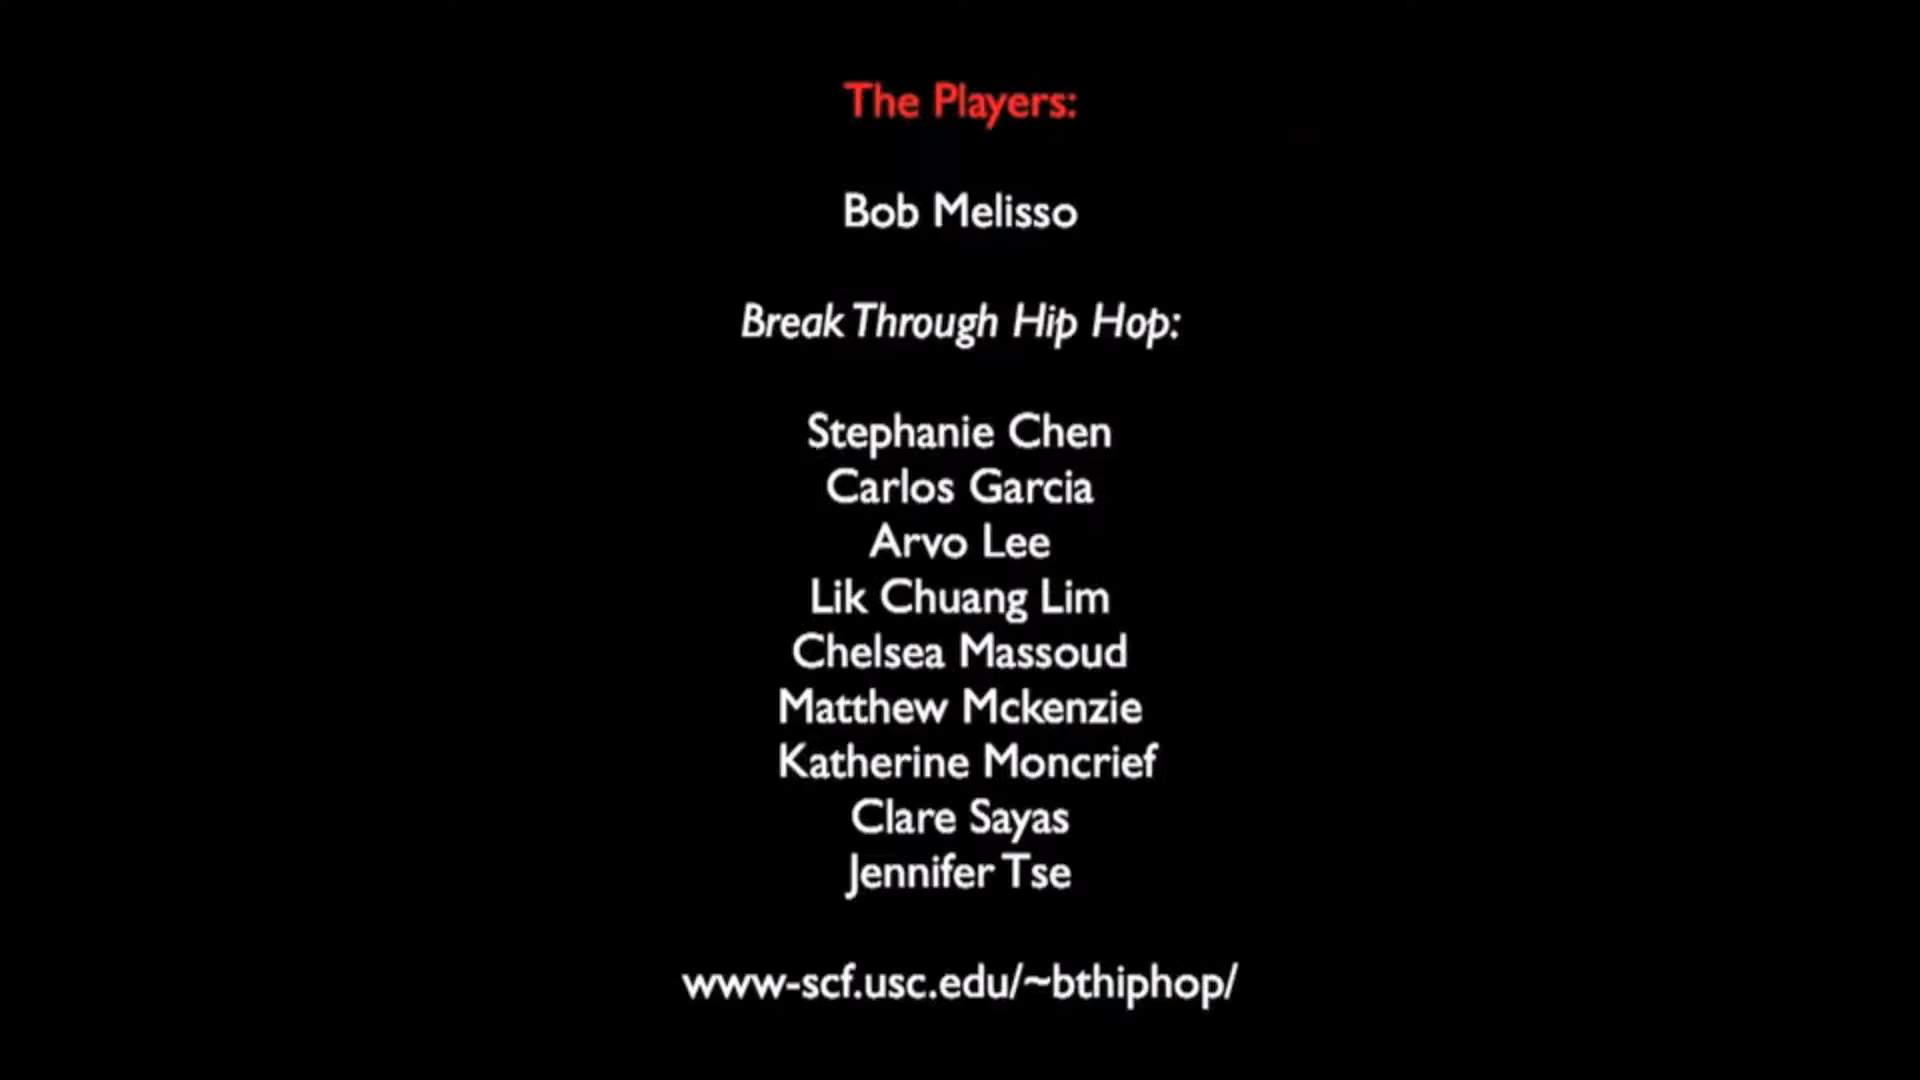 The Players:
Bob Melisso
Break Through Hip Hop:
Stephanie Chen
Carlos Garcia
Arvo Lee
Lik Chuang Lim
Chelsea Massoud
Matthew Mckenzie
Katherine Moncrief
Clare Sayas
Jennifer Tse
www-scf.usc.edu/~bthiphop/